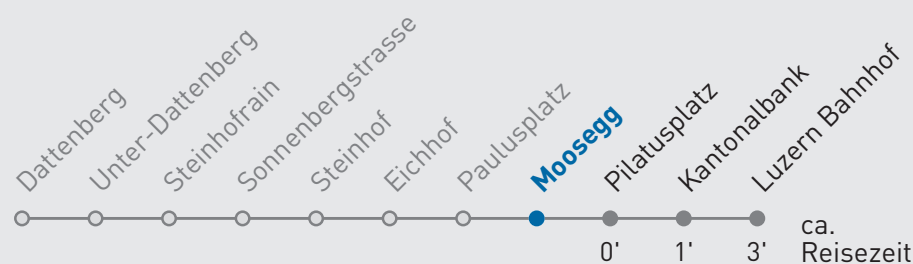 Dattenberg
Unter-Dattenberg
Steinhofrain
Sonnenbergstrasse
Steinhof
Eichhof
Paulusplatz
Moosegg
Pilatusplatz
Kantonalbank
Luzern Bahnhof
0' 1' 3' ca.
Reisezeit